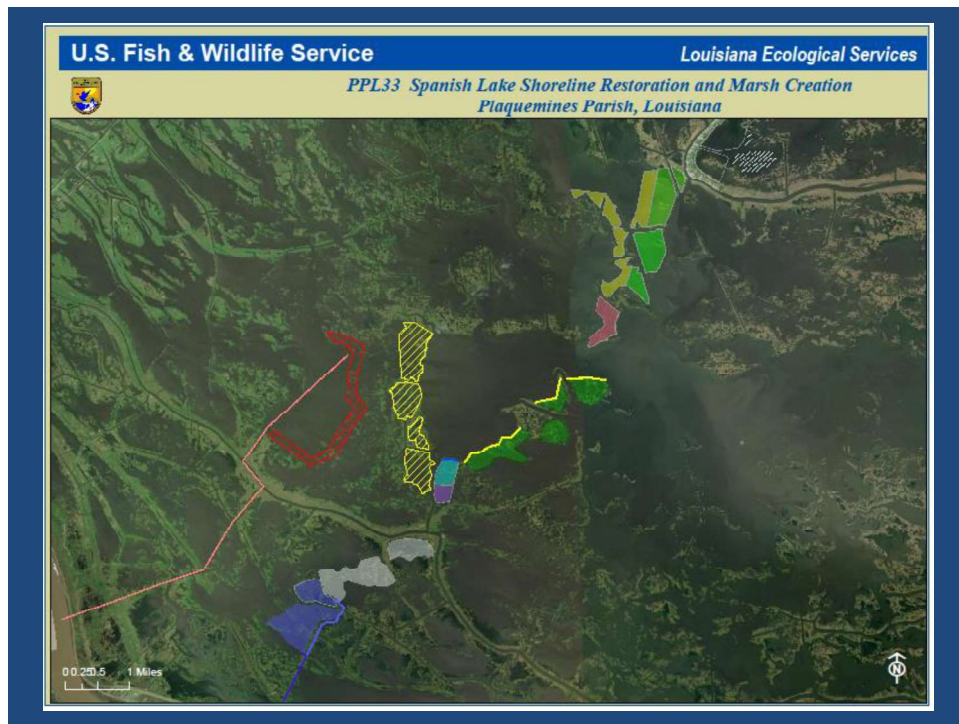 U.S. Fish & Wildlife Service
Louisiana Ecological Services
PPL33 Spanish Lake Shoreline Restoration and Marsh Creation
Plaquemines Parish, Louisiana
0 0.25 0.5 1 Miles
N